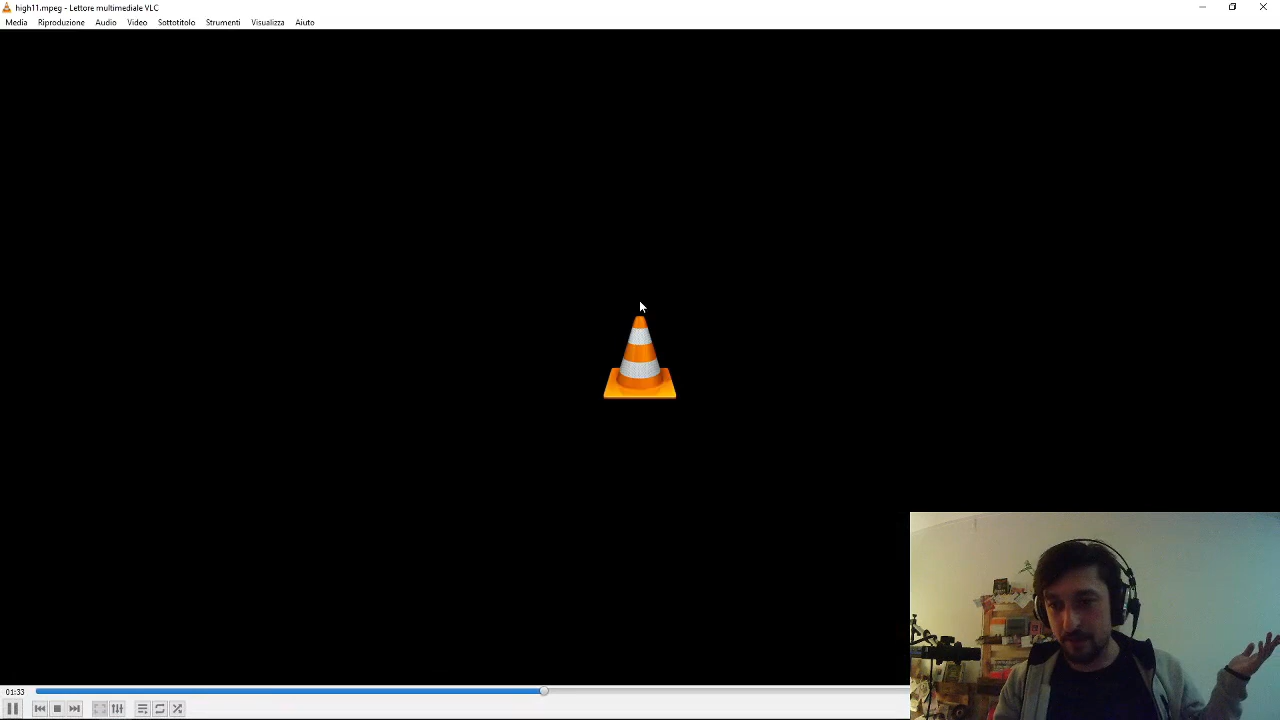 high11.mpeg - Lettore multimediale VLC
Media Riproduzione Audio Video Sottotitolo Strumenti Visualizza Aiuto
01:33